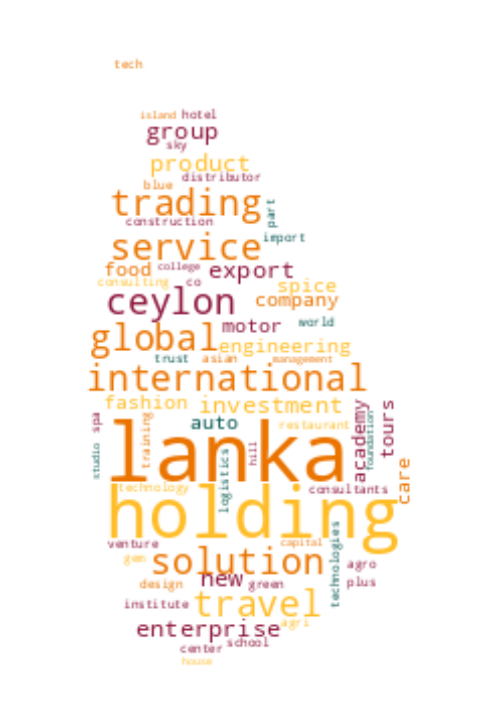 tech
island hotel
group
sky
product
distributor
blue
trading
part
construction
service
import
food college export
consulting co
spice
ceylon company
global motor world
engineering
trust asian management
international
fashion investment
spa
studio
training
auto
restaurant
academy
foundation
tours
lanka
hill
logistics
care
technology consultants
holding
venture capital
gem solution
technologies
agro
new
design green plus
institute travel
enterprise agri
center school
house